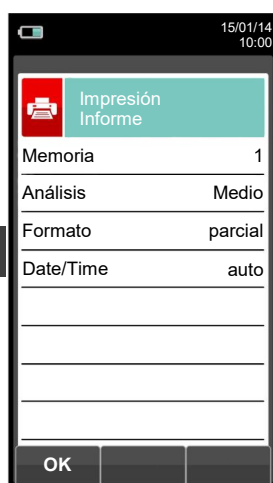 15/01/14
10:00
Impresión
Informe
Memoria 1
Análisis Medio
Formato parcial
Date/Time auto
OK